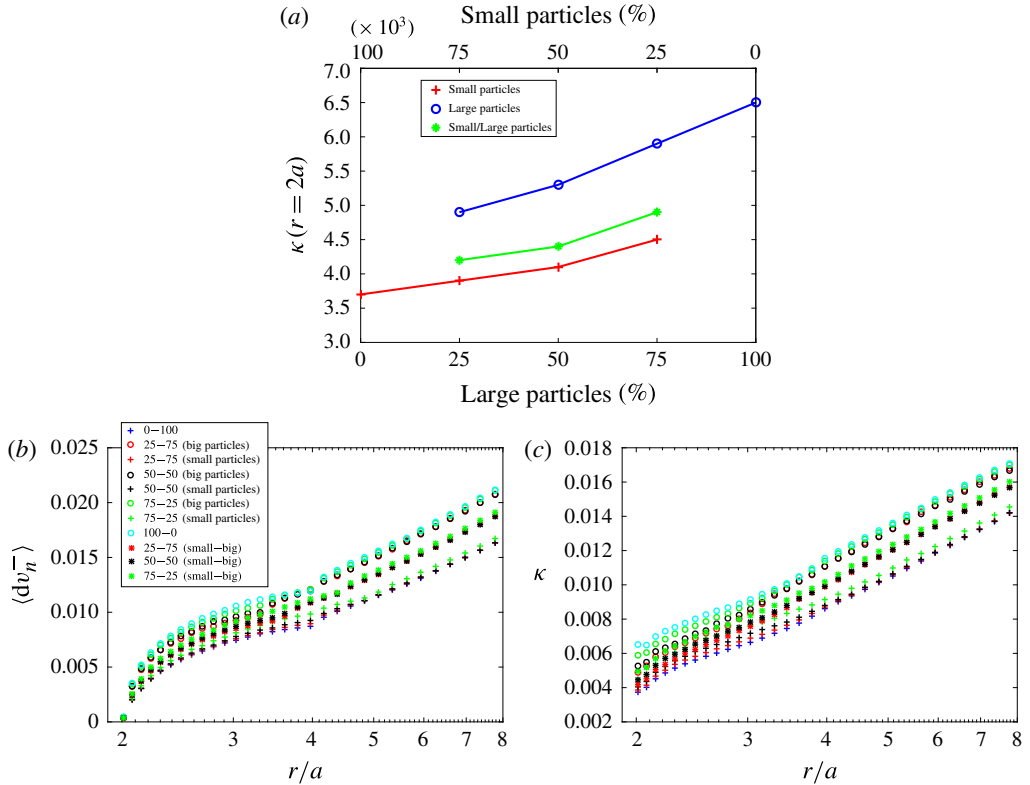 (a)
Small particles (%)
(× 10³)
100 75 50 25 0
7.0
6.5
6.0
5.5
5.0
4.5
4.0
3.5
3.0
κ (r = 2a)
Small particles
Large particles
Small/Large particles
0 25 50 75 100
Large particles (%)
(b)
0.025
0.020
0.015
0.010
0.005
0
⟨dv⁻ₙ⟩
0−100
25−75 (big particles)
25−75 (small particles)
50−50 (big particles)
50−50 (small particles)
75−25 (big particles)
75−25 (small particles)
100−0
25−75 (small−big)
50−50 (small−big)
75−25 (small−big)
2 3 4 5 6 7 8
r/a
(c)
0.018
0.016
0.014
0.012
0.010
0.008
0.006
0.004
0.002
κ
2 3 4 5 6 7 8
r/a